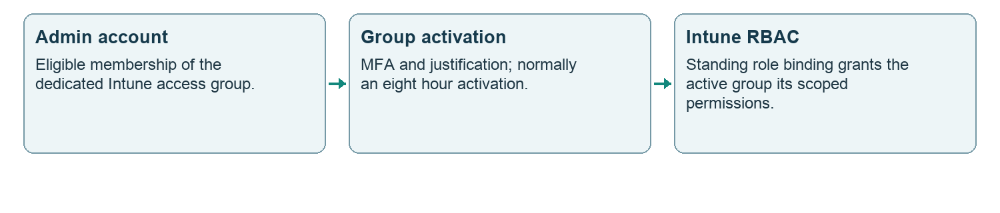 Admin account
Eligible membership of the
dedicated Intune access group.
Group activation
MFA and justification; normally
an eight hour activation.
Intune RBAC
Standing role binding grants the
active group its scoped
permissions.